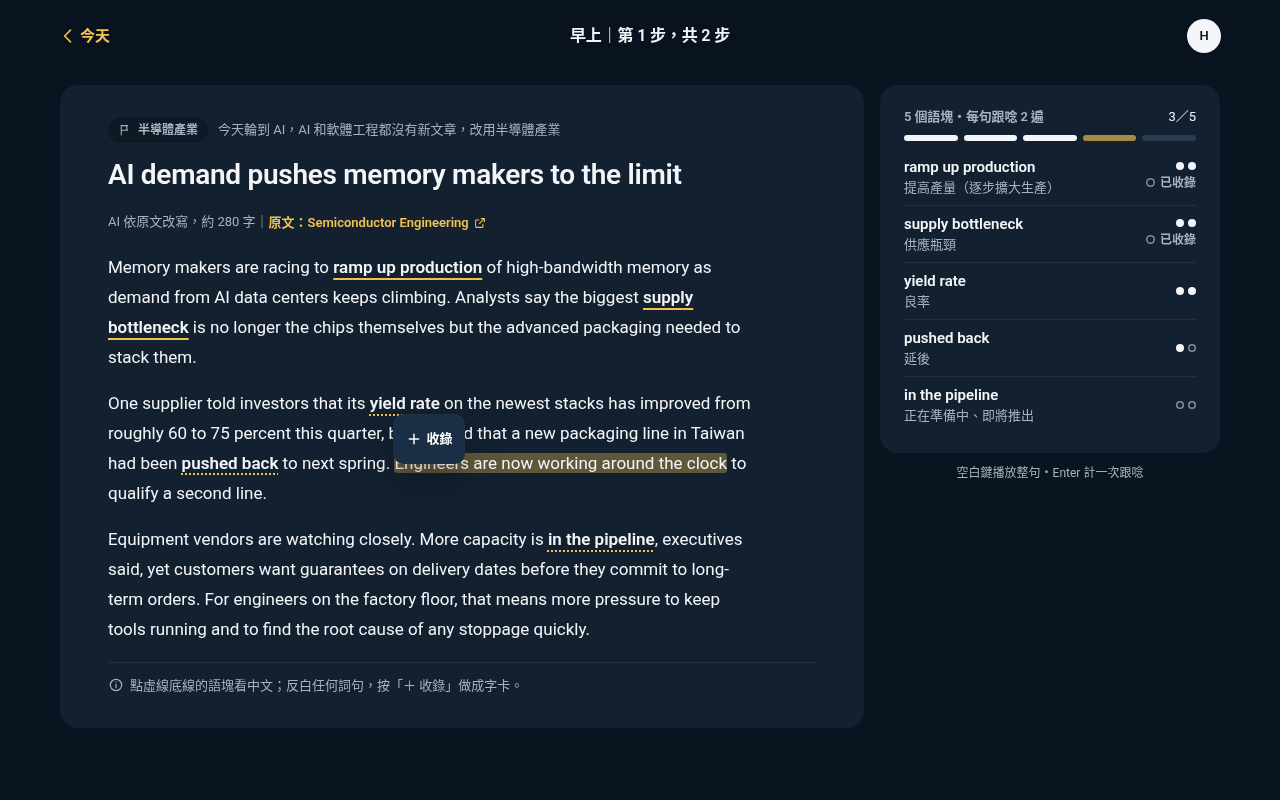 今天
早上｜第 1 步，共 2 步
H
半導體產業
今天輪到 AI，AI 和軟體工程都沒有新文章，改用半導體產業
AI demand pushes memory makers to the limit
AI 依原文改寫，約 280 字｜原文：Semiconductor Engineering
Memory makers are racing to ramp up production of high-bandwidth memory as
demand from AI data centers keeps climbing. Analysts say the biggest supply
bottleneck is no longer the chips themselves but the advanced packaging needed to
stack them.
One supplier told investors that its yield rate on the newest stacks has improved from
roughly 60 to 75 percent this quarter, b d that a new packaging line in Taiwan
＋ 收錄
had been pushed back to next spring. Engineers are now working around the clock to
qualify a second line.
Equipment vendors are watching closely. More capacity is in the pipeline, executives
said, yet customers want guarantees on delivery dates before they commit to long-
term orders. For engineers on the factory floor, that means more pressure to keep
tools running and to find the root cause of any stoppage quickly.
點虛線底線的語塊看中文；反白任何詞句，按「＋ 收錄」做成字卡。
5 個語塊・每句跟唸 2 遍
3／5
ramp up production
提高產量（逐步擴大生產）
已收錄
supply bottleneck
供應瓶頸
已收錄
yield rate
良率
pushed back
延後
in the pipeline
正在準備中、即將推出
空白鍵播放整句・Enter 計一次跟唸